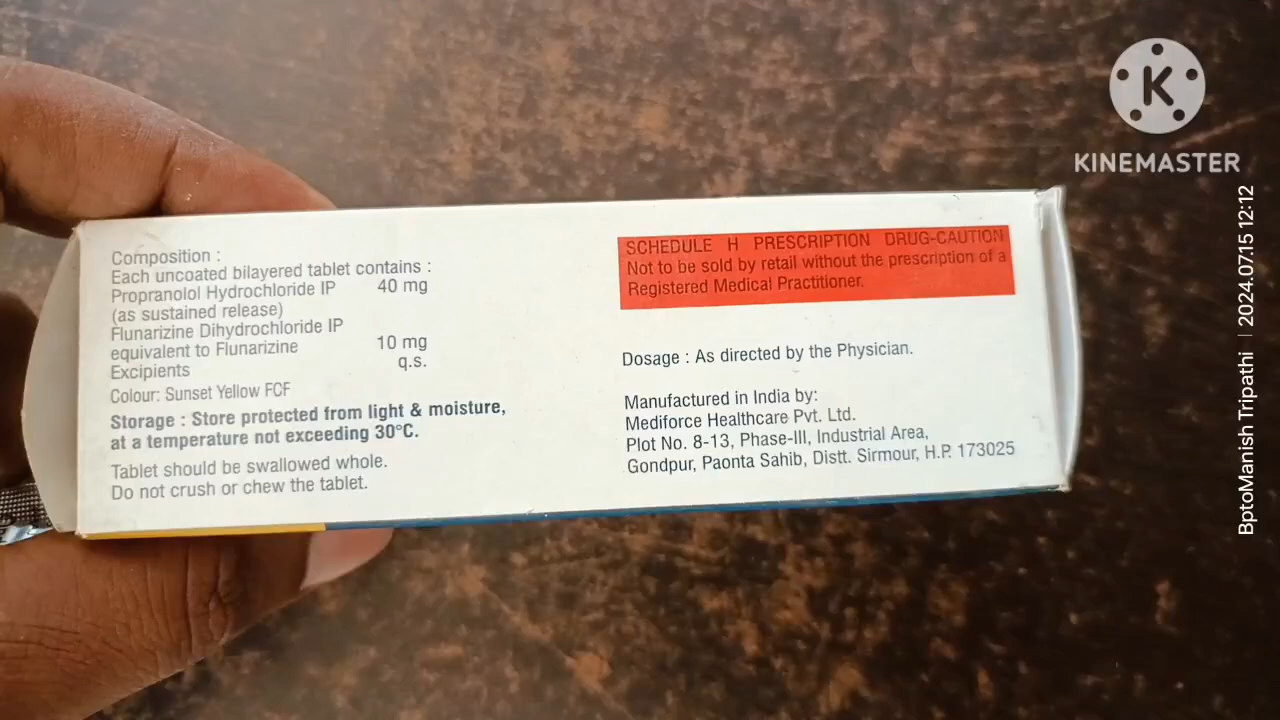 Composition :
Each uncoated bilayered tablet contains :
Propranolol Hydrochloride IP 40 mg
(as sustained release)
Flunarizine Dihydrochloride IP
equivalent to Flunarizine 10 mg
Excipients q.s.
Colour: Sunset Yellow FCF
Storage : Store protected from light & moisture,
at a temperature not exceeding 30°C.
Tablet should be swallowed whole.
Do not crush or chew the tablet.
SCHEDULE H PRESCRIPTION DRUG-CAUTION
Not to be sold by retail without the prescription of a
Registered Medical Practitioner.
Dosage : As directed by the Physician.
Manufactured in India by:
Mediforce Healthcare Pvt. Ltd.
Plot No. 8-13, Phase-III, Industrial Area,
Gondpur, Paonta Sahib, Distt. Sirmour, H.P. 173025
K
KINEMASTER
BptoManish Tripathi | 2024.07.15 12:12